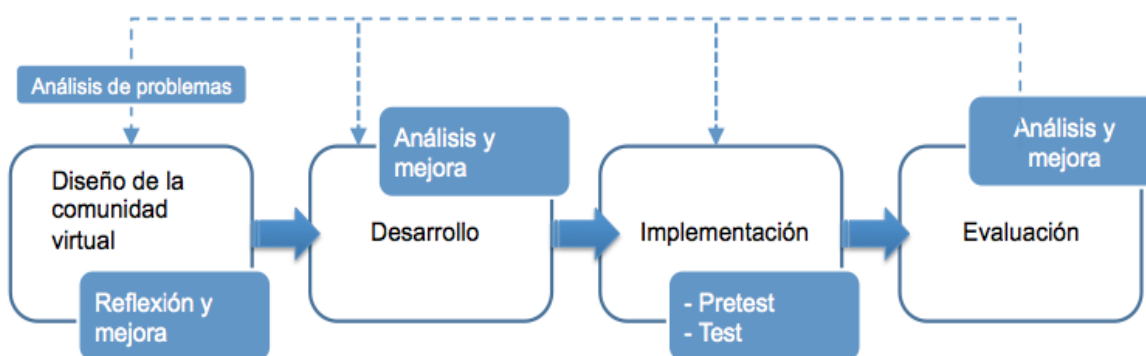 Análisis de problemas
Diseño de la
comunidad
virtual
Reflexión y
mejora
Análisis y
mejora
Desarrollo
Implementación
- Pretest
- Test
Análisis y
mejora
Evaluación